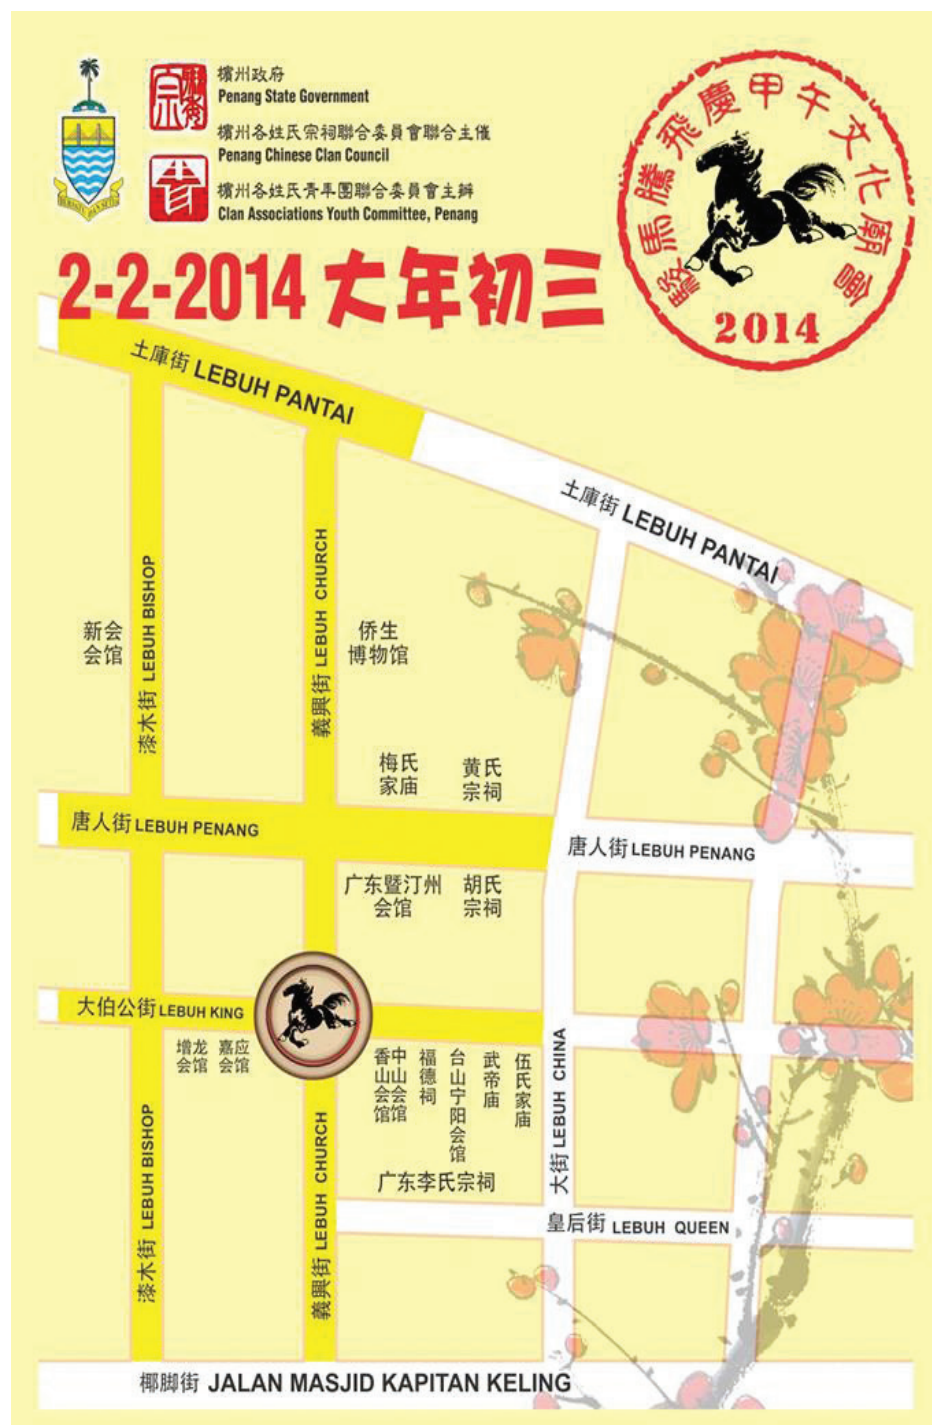 檳州政府
Penang State Government
檳州各姓氏宗祠聯合委員會聯合主催
Penang Chinese Clan Council
檳州各姓氏青年團聯合委員會主辦
Clan Associations Youth Committee, Penang
駿馬騰飛慶甲午文化廟會
2014
2-2-2014 大年初三
土庫街 LEBUH PANTAI
土庫街 LEBUH PANTAI
漆木街 LEBUH BISHOP
義興街 LEBUH CHURCH
新会
会馆
侨生
博物馆
梅氏
家庙
黄氏
宗祠
唐人街 LEBUH PENANG
唐人街 LEBUH PENANG
广东暨汀州
会馆
胡氏
宗祠
大伯公街 LEBUH KING
增龙
会馆
嘉应
会馆
香山会馆
中山会馆
福德祠
台山宁阳会馆
武帝庙
伍氏家庙
广东李氏宗祠
大街 LEBUH CHINA
漆木街 LEBUH BISHOP
義興街 LEBUH CHURCH
皇后街 LEBUH QUEEN
椰脚街 JALAN MASJID KAPITAN KELING